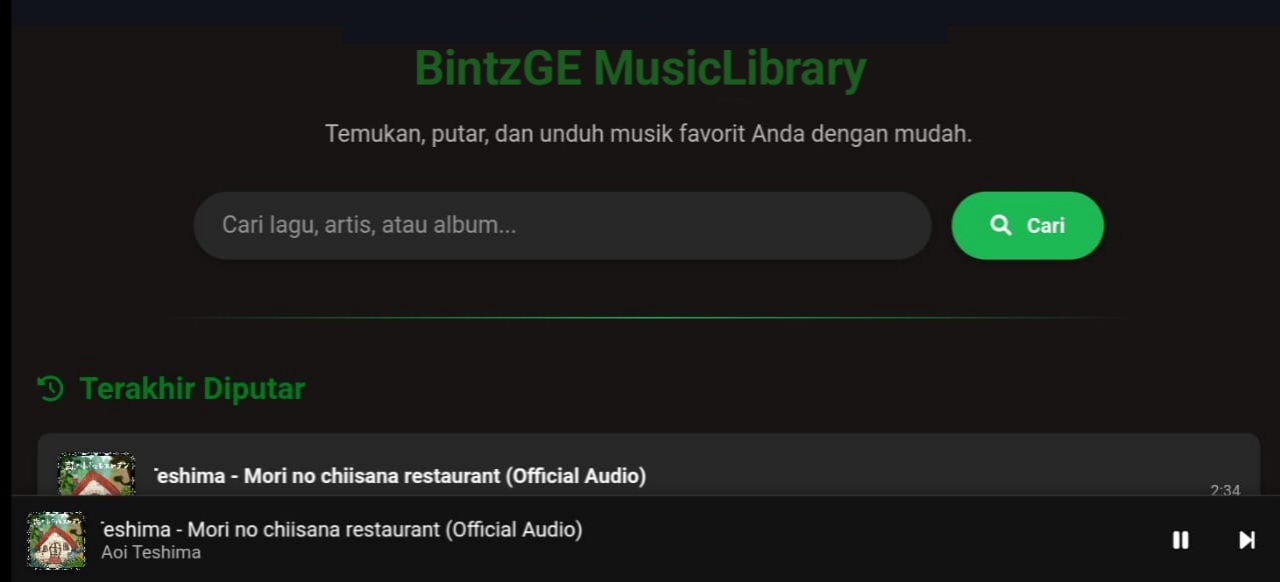 BintzGE MusicLibrary
Temukan, putar, dan unduh musik favorit Anda dengan mudah.
Cari lagu, artis, atau album...
Cari
Terakhir Diputar
eshima - Mori no chiisana restaurant (Official Audio)
2:34
eshima - Mori no chiisana restaurant (Official Audio)
Aoi Teshima